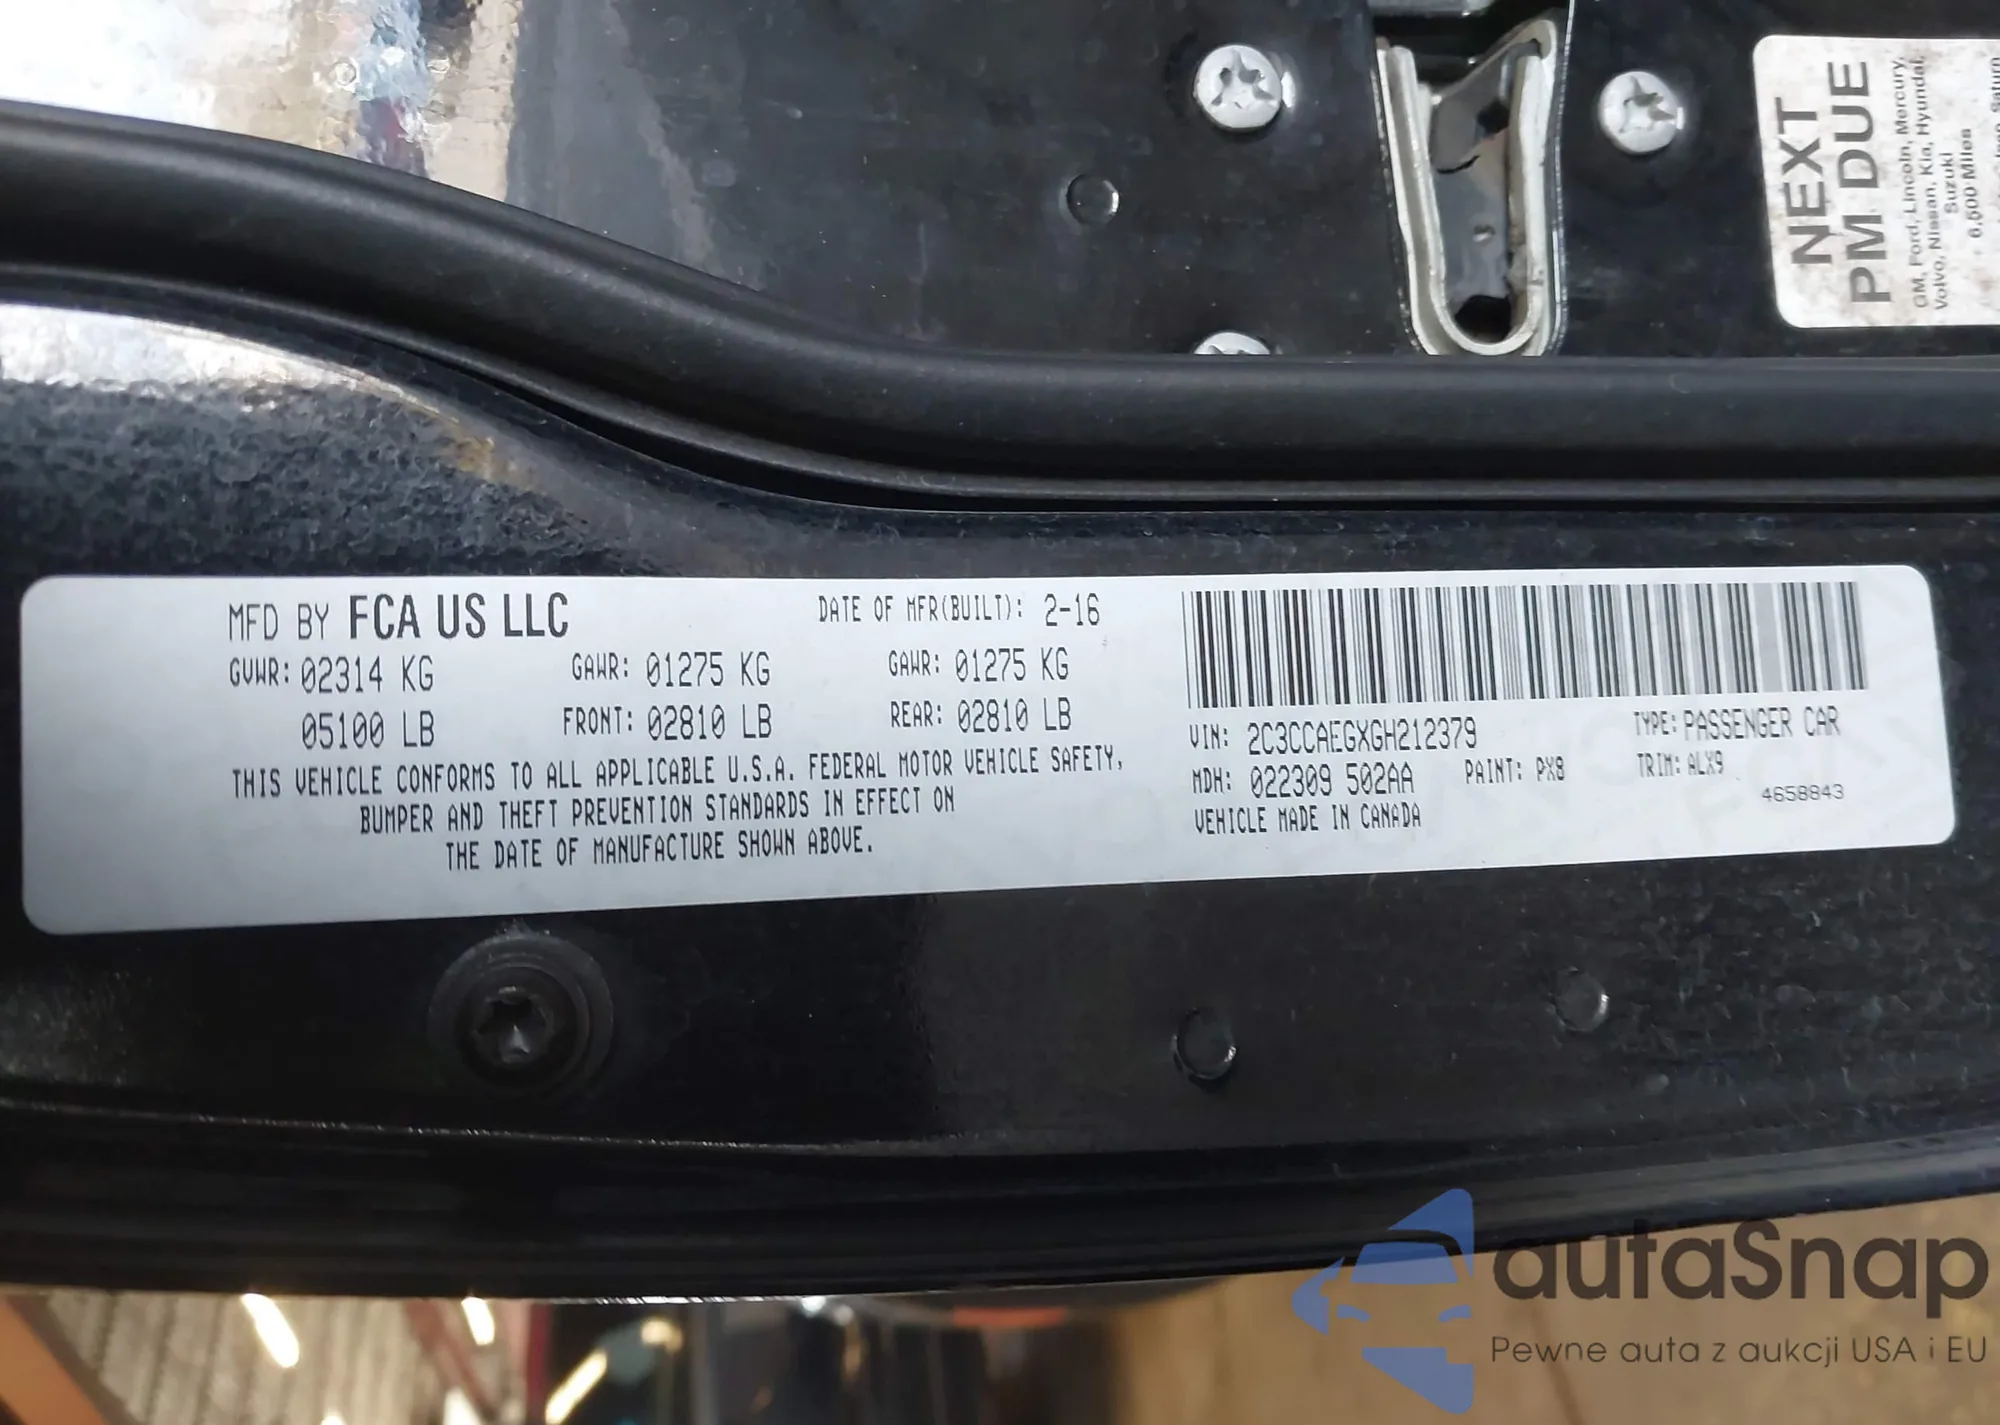 NEXT
PM DUE
GM, Ford, Lincoln, Mercury,
Volvo, Nissan, Kia, Hyundai,
Suzuki
6,500 Miles
Saturn
MFD BY FCA US LLC
DATE OF MFR(BUILT): 2-16
GVWR: 02314 KG
GAWR: 01275 KG
GAWR: 01275 KG
05100 LB
FRONT: 02810 LB
REAR: 02810 LB
THIS VEHICLE CONFORMS TO ALL APPLICABLE U.S.A. FEDERAL MOTOR VEHICLE SAFETY,
BUMPER AND THEFT PREVENTION STANDARDS IN EFFECT ON
THE DATE OF MANUFACTURE SHOWN ABOVE.
VIN: 2C3CCAEGXGH212379
TYPE: PASSENGER CAR
MDH: 022309 502AA
PAINT: PX8
TRIM: ALX9
VEHICLE MADE IN CANADA
4658843
autaSnap
Pewne auta z aukcji USA i EU